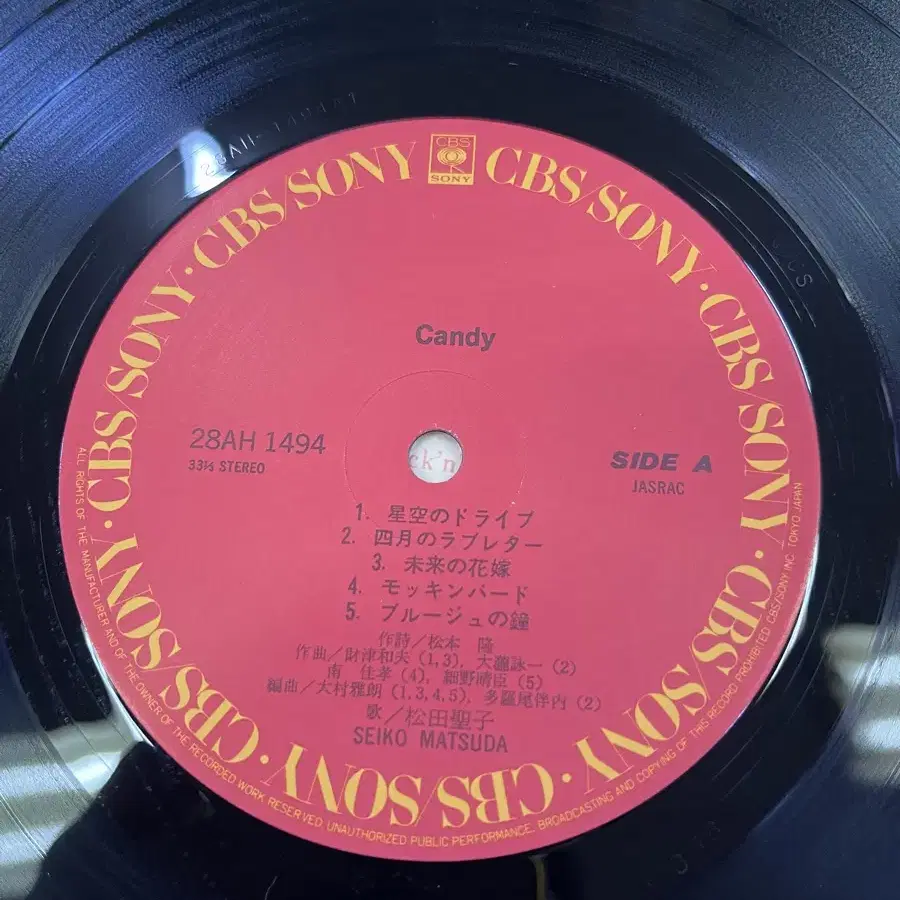 28AH-1494A1
CBS/SONY · CBS/SONY · CBS/SONY · CBS/SONY · CBS/SONY · CBS/SONY · CBS/SONY · CBS/SONY
CBS
SONY
Candy
28AH 1494
33⅓ STEREO
ck'n
SIDE A
JASRAC
1. 星空のドライブ
2. 四月のラブレター
3. 未来の花嫁
4. モッキンバード
5. ブルージュの鐘
作詩/松本 隆
作曲/財津和夫(1,3), 大瀧詠一(2)
南 佳孝(4), 細野晴臣(5)
編曲/大村雅朗(1,3,4,5), 多羅尾伴内(2)
歌/松田聖子
SEIKO MATSUDA
ALL RIGHTS OF THE MANUFACTURER AND OF THE OWNER OF THE RECORDED WORK RESERVED. UNAUTHORIZED PUBLIC PERFORMANCE. BROADCASTING AND COPYING OF THIS RECORD PROHIBITED CBS/SONY INC. TOKYO JAPAN